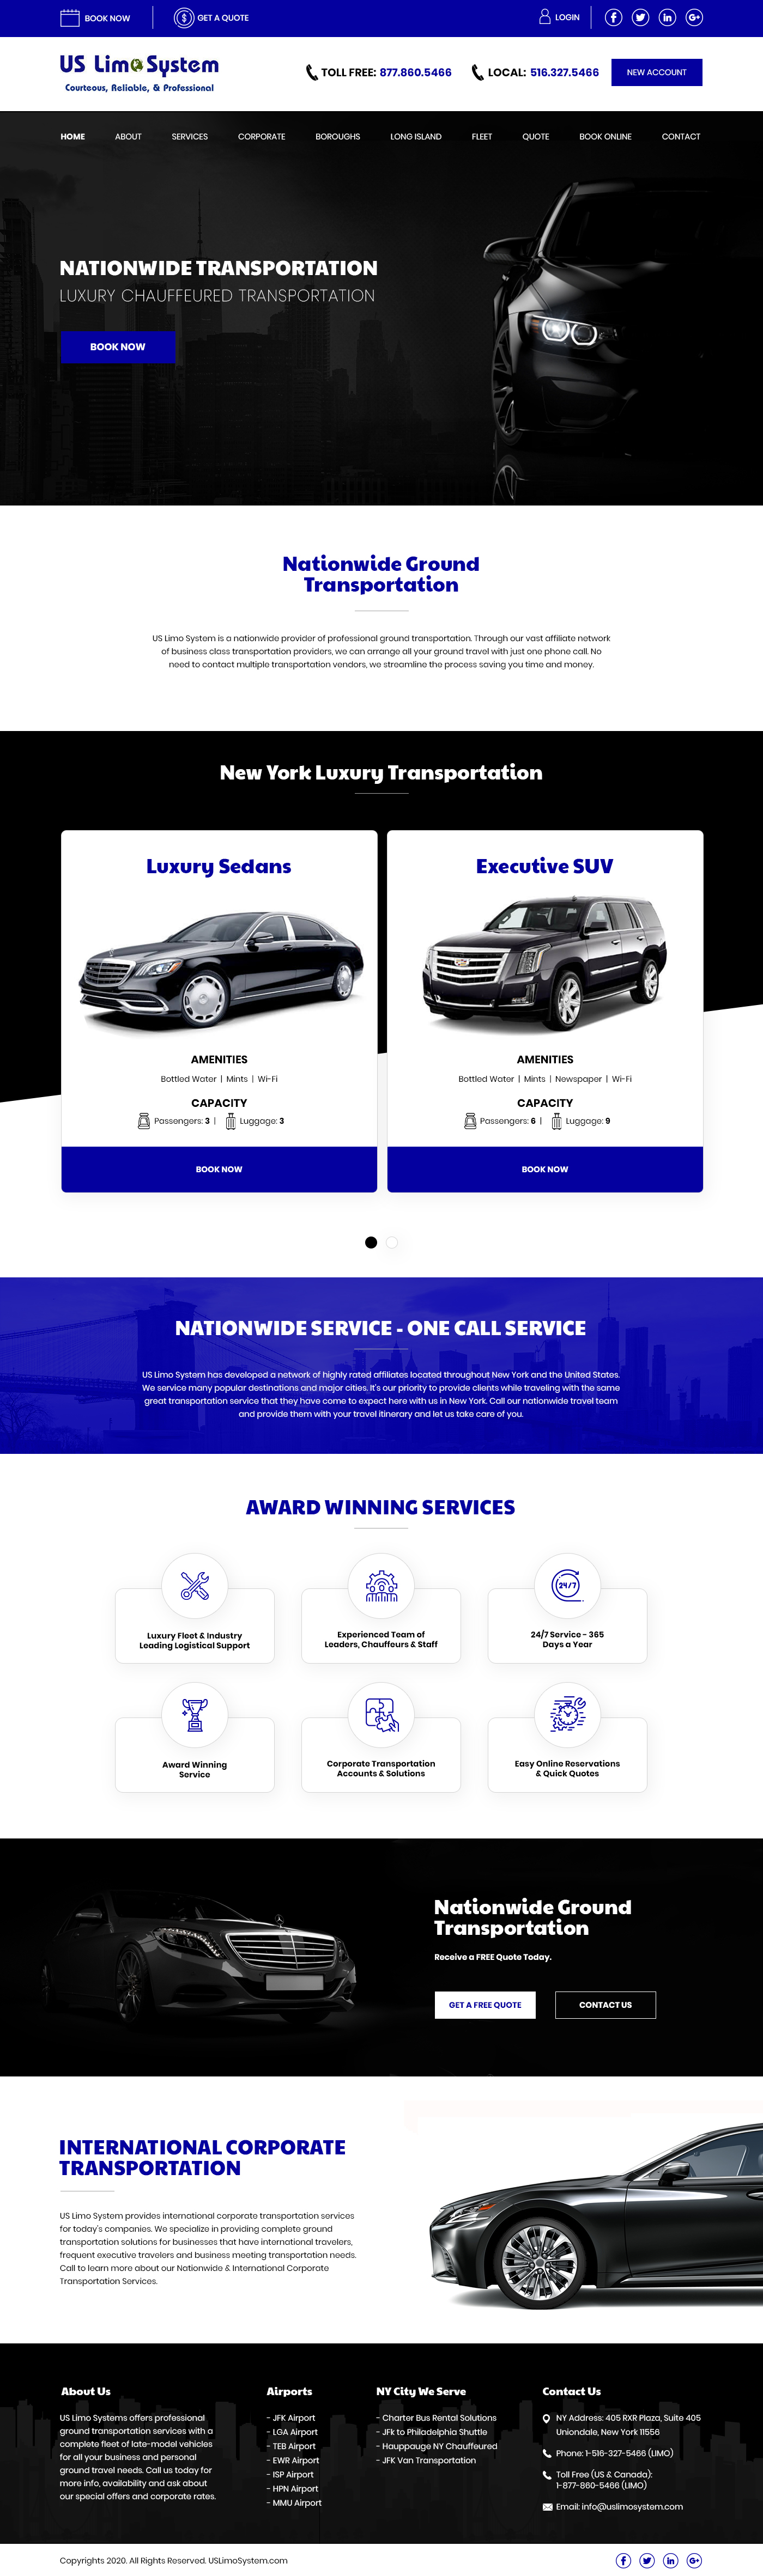 BOOK NOW
GET A QUOTE
LOGIN
US Limo System
Courteous, Reliable, & Professional
TOLL FREE: 877.860.5466
LOCAL: 516.327.5466
NEW ACCOUNT
HOME ABOUT SERVICES CORPORATE BOROUGHS LONG ISLAND FLEET QUOTE BOOK ONLINE CONTACT
NATIONWIDE TRANSPORTATION
LUXURY CHAUFFEURED TRANSPORTATION
BOOK NOW
Nationwide Ground
Transportation
US Limo System is a nationwide provider of professional ground transportation. Through our vast affiliate network
of business class transportation providers, we can arrange all your ground travel with just one phone call. No
need to contact multiple transportation vendors, we streamline the process saving you time and money.
New York Luxury Transportation
Luxury Sedans
AMENITIES
Bottled Water | Mints | Wi-Fi
CAPACITY
Passengers: 3 | Luggage: 3
BOOK NOW
Executive SUV
AMENITIES
Bottled Water | Mints | Newspaper | Wi-Fi
CAPACITY
Passengers: 6 | Luggage: 9
BOOK NOW
NATIONWIDE SERVICE - ONE CALL SERVICE
US Limo System has developed a network of highly rated affiliates located throughout New York and the United States.
We service many popular destinations and major cities. It's our priority to provide clients while traveling with the same
great transportation service that they have come to expect here with us in New York. Call our nationwide travel team
and provide them with your travel itinerary and let us take care of you.
AWARD WINNING SERVICES
Luxury Fleet & Industry
Leading Logistical Support
Experienced Team of
Leaders, Chauffeurs & Staff
24/7
24/7 Service - 365
Days a Year
Award Winning
Service
Corporate Transportation
Accounts & Solutions
Easy Online Reservations
& Quick Quotes
Nationwide Ground
Transportation
Receive a FREE Quote Today.
GET A FREE QUOTE
CONTACT US
INTERNATIONAL CORPORATE
TRANSPORTATION
US Limo System provides international corporate transportation services
for today's companies. We specialize in providing complete ground
transportation solutions for businesses that have international travelers,
frequent executive travelers and business meeting transportation needs.
Call to learn more about our Nationwide & International Corporate
Transportation Services.
About Us
US Limo Systems offers professional
ground transportation services with a
complete fleet of late-model vehicles
for all your business and personal
ground travel needs. Call us today for
more info, availability and ask about
our special offers and corporate rates.
Airports
- JFK Airport
- LGA Airport
- TEB Airport
- EWR Airport
- ISP Airport
- HPN Airport
- MMU Airport
NY City We Serve
- Charter Bus Rental Solutions
- JFk to Philadelphia Shuttle
- Hauppauge NY Chauffeured
- JFK Van Transportation
Contact Us
NY Address: 405 RXR Plaza, Suite 405
Uniondale, New York 11556
Phone: 1-516-327-5466 (LIMO)
Toll Free (US & Canada):
1-877-860-5466 (LIMO)
Email: info@uslimosystem.com
Copyrights 2020. All Rights Reserved. USLimoSystem.com